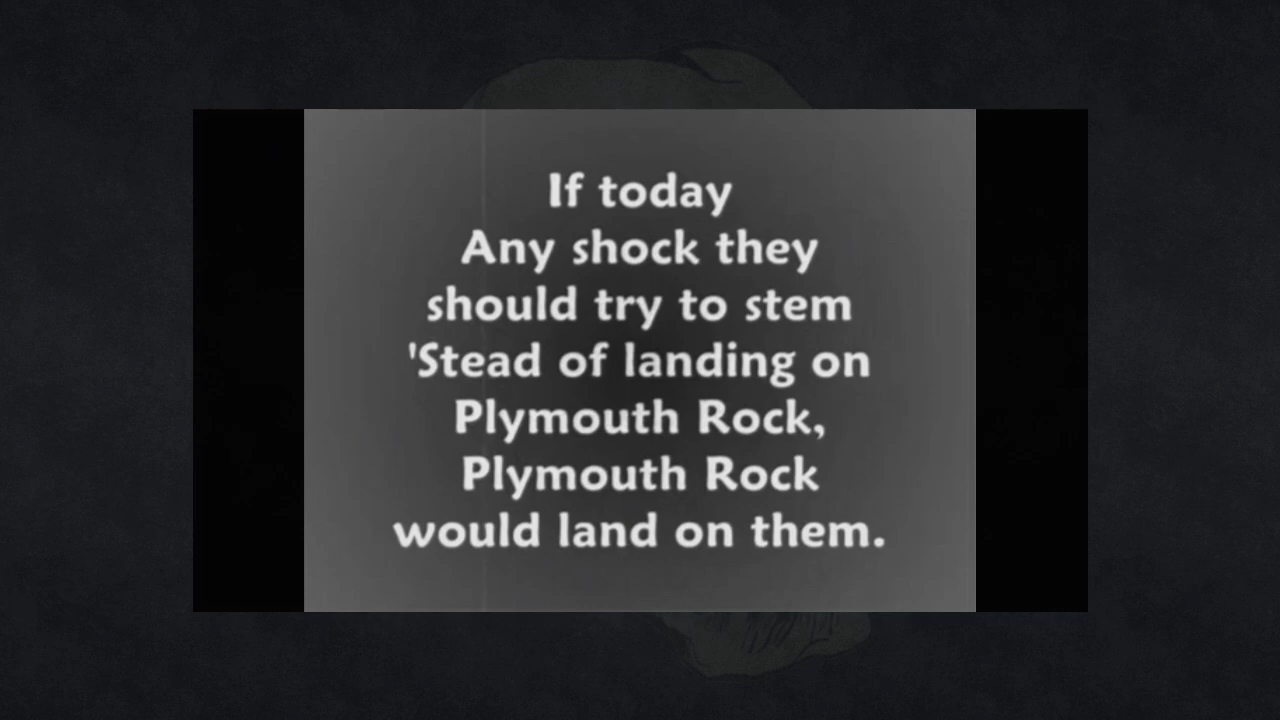 If today
Any shock they
should try to stem
'Stead of landing on
Plymouth Rock,
Plymouth Rock
would land on them.